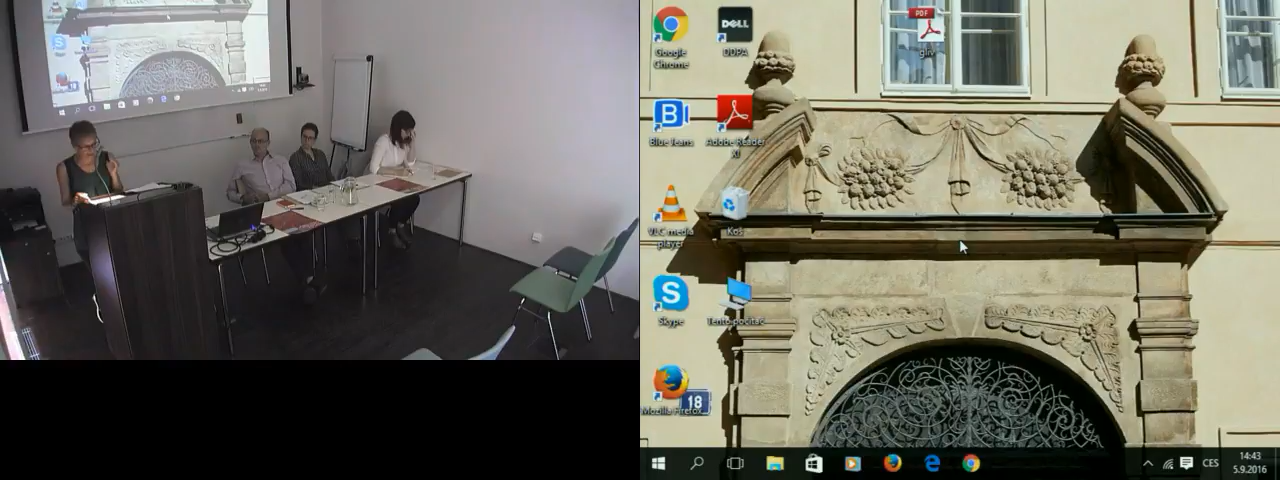 Google
Chrome
DELL
DDPA
PDF
B
Blue Jeans
Adobe Reader
XI
VLC media
player
Koš
S
Skype
Tento počítač
Mozilla Firefox
18
CES
14:43
5.9.2016